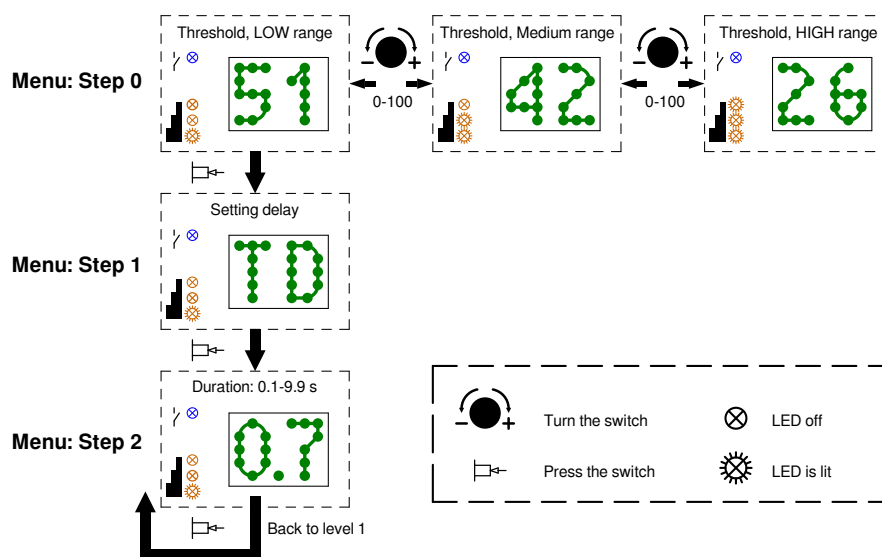 Threshold, LOW range
Threshold, Medium range
Threshold, HIGH range
Menu: Step 0
51
− +
0-100
42
− +
0-100
26
Setting delay
Menu: Step 1
TD
Duration: 0.1-9.9 s
Menu: Step 2
0.7
Back to level 1
− +
Turn the switch
LED off
Press the switch
LED is lit